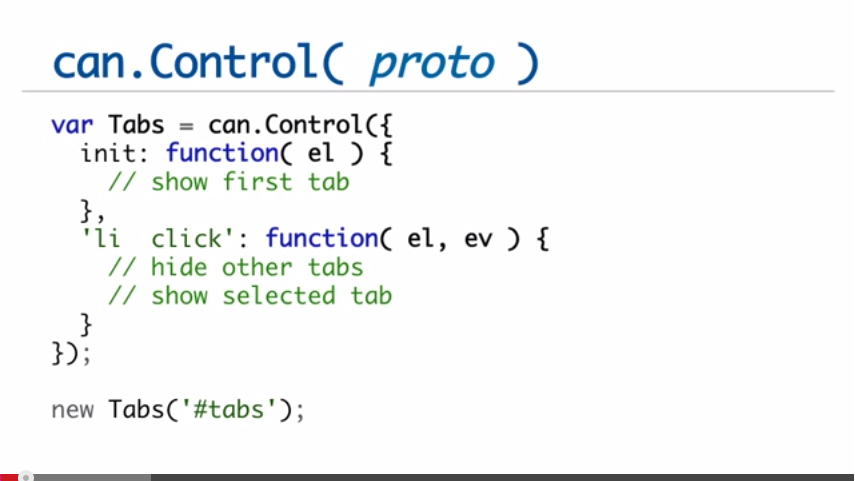 can.Control( proto )
var Tabs = can.Control({
  init: function( el ) {
    // show first tab
  },
  'li  click': function( el, ev ) {
    // hide other tabs
    // show selected tab
  }
});
new Tabs('#tabs');